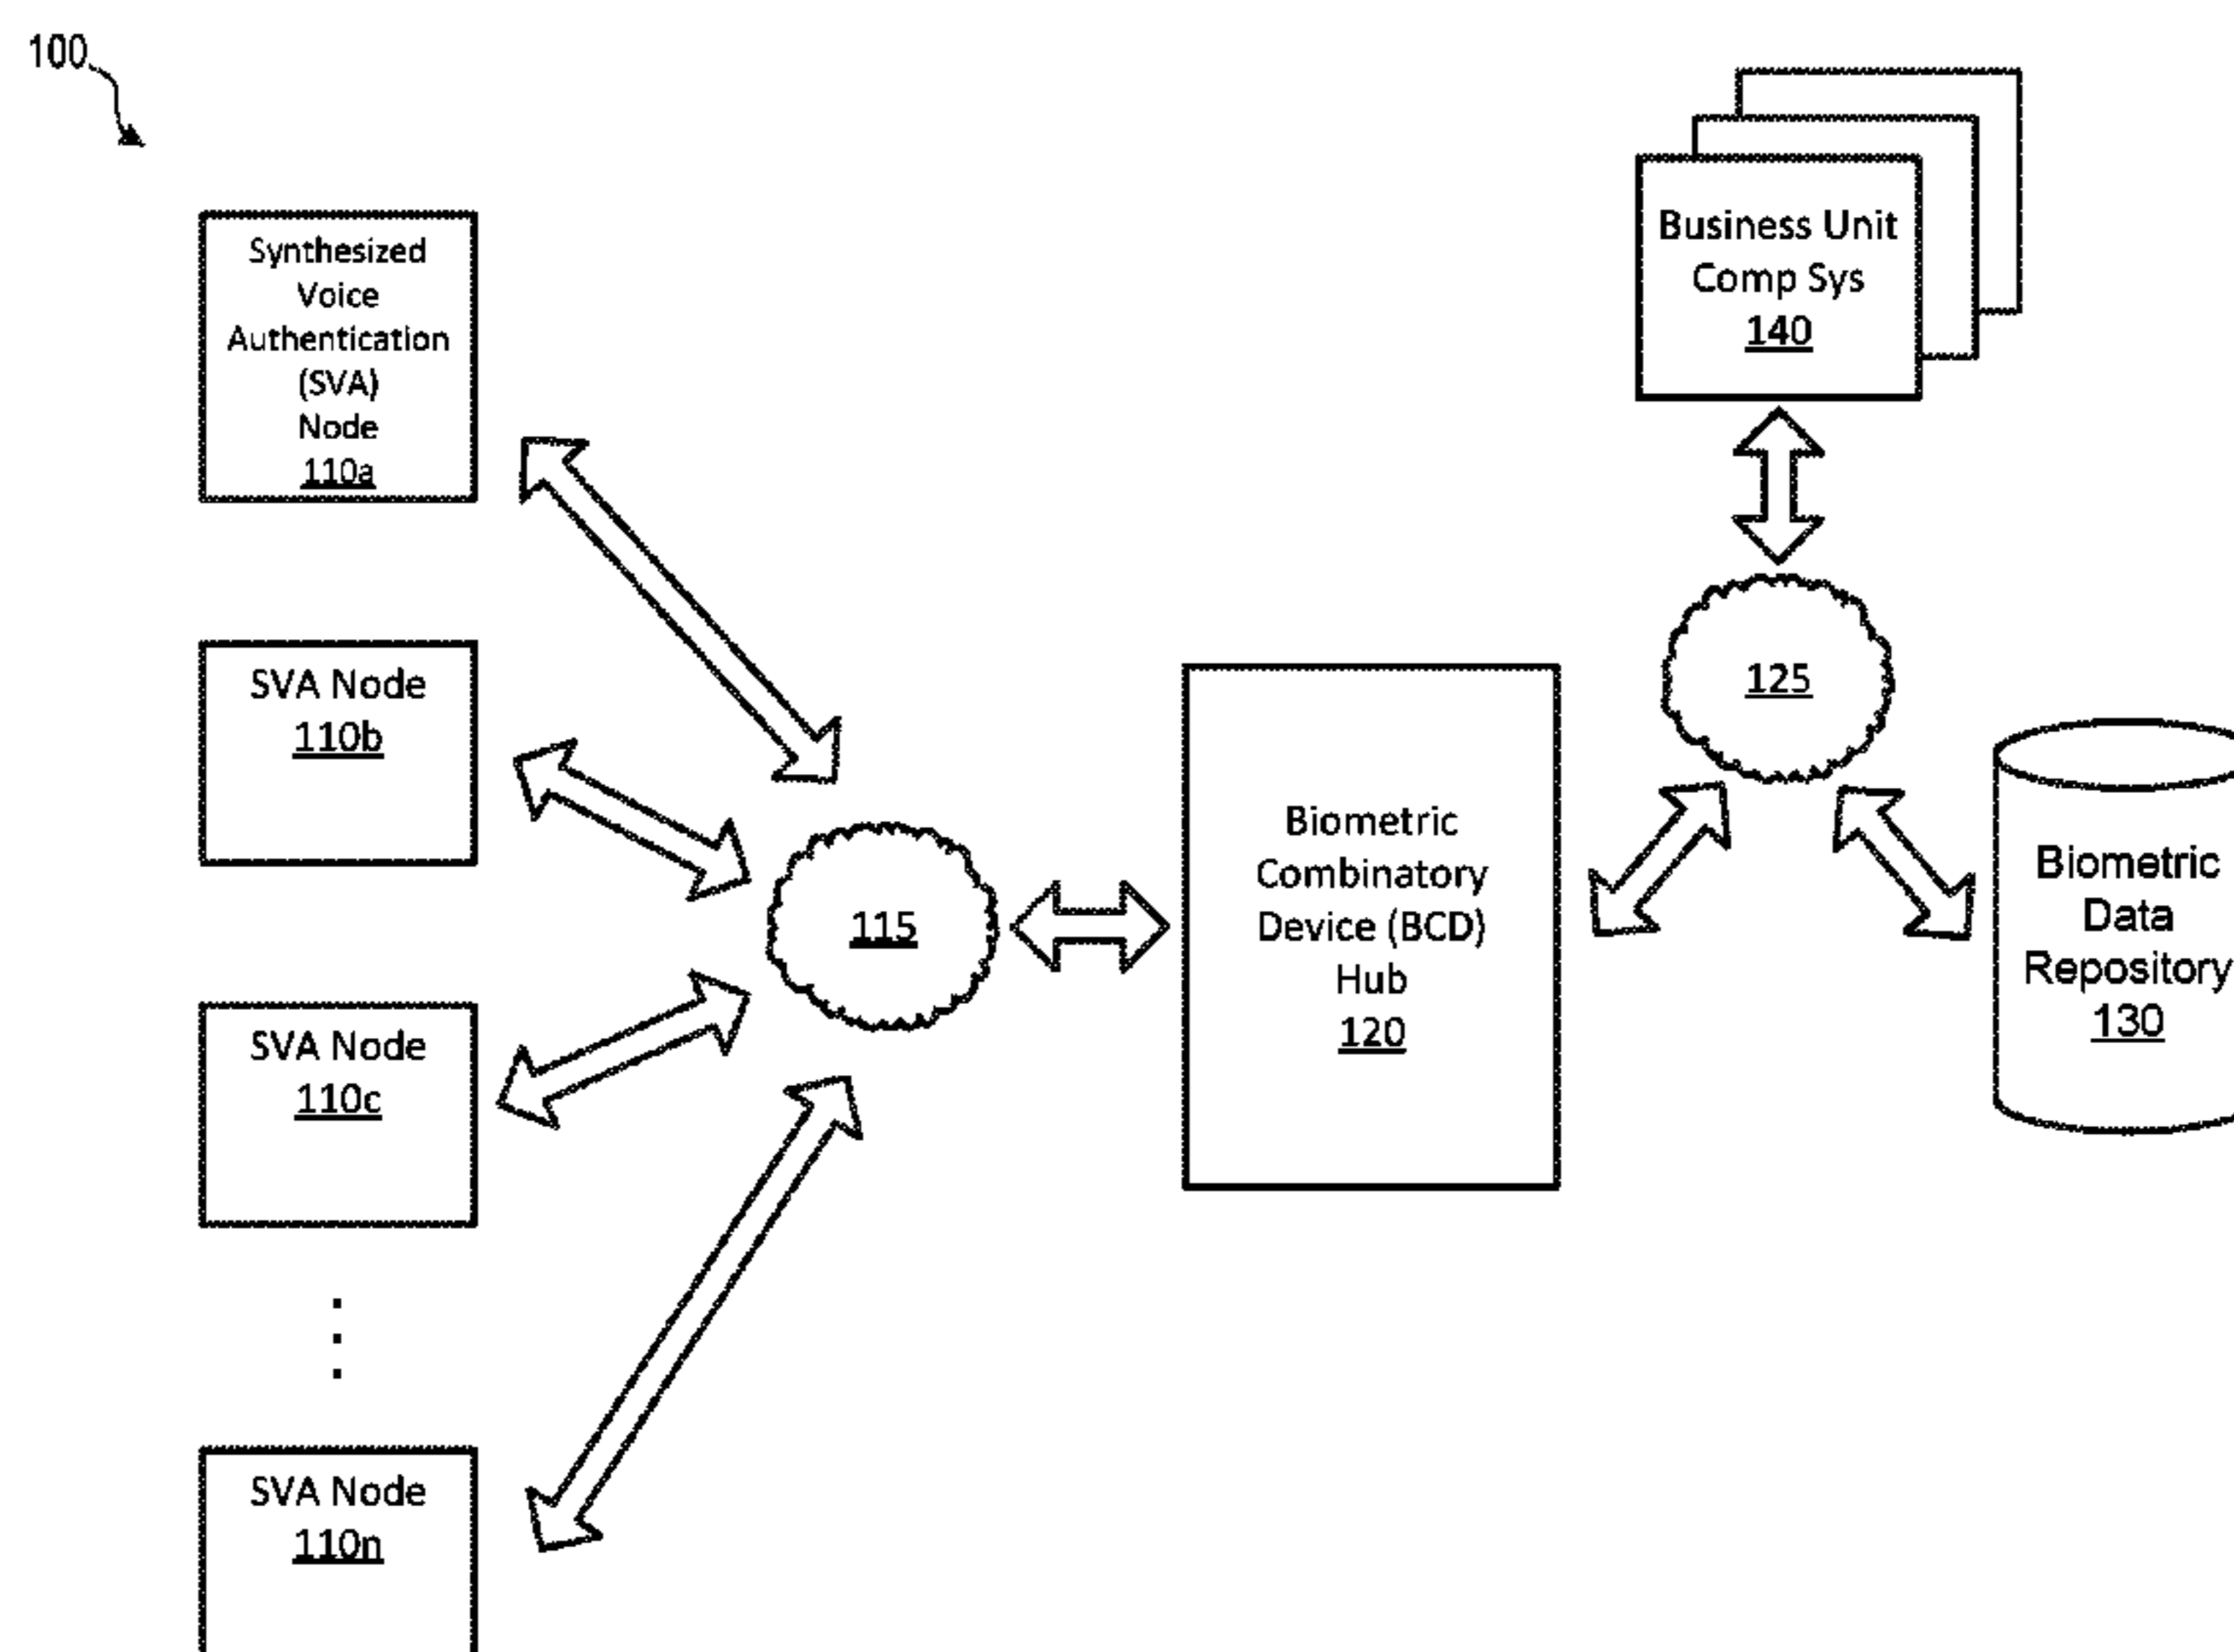 100
Synthesized
Voice
Authentication
(SVA)
Node
110a
SVA Node
110b
SVA Node
110c
SVA Node
110n
115
Biometric
Combinatory
Device (BCD)
Hub
120
Business Unit
Comp Sys
140
125
Biometric
Data
Repository
130